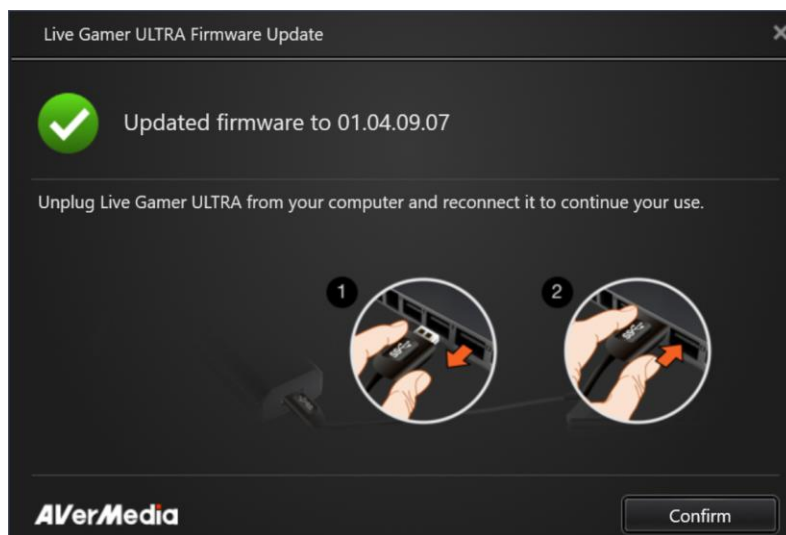 Live Gamer ULTRA Firmware Update
Updated firmware to 01.04.09.07
Unplug Live Gamer ULTRA from your computer and reconnect it to continue your use.
1
2
AVerMedia
Confirm